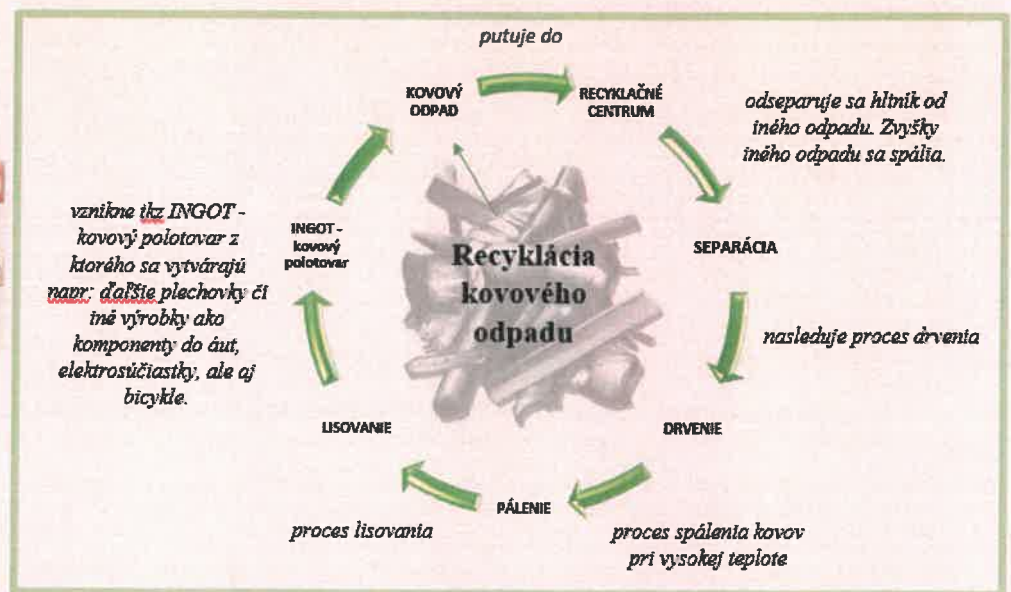 putuje do
KOVOVÝ
ODPAD
RECYKLAČNÉ
CENTRUM
odseparuje sa hliník od
iného odpadu. Zvyšky
iného odpadu sa spália.
SEPARÁCIA
nasleduje proces drvenia
DRVENIE
proces spálenia kovov
pri vysokej teplote
PÁLENIE
proces lisovania
LISOVANIE
vznikne tkz INGOT -
kovový polotovar z
ktorého sa vytvárajú
napr: ďaľšie plechovky či
iné výrobky ako
komponenty do áut,
elektrosúčiastky, ale aj
bicykle.
INGOT -
kovový
polotovar
Recyklácia
kovového
odpadu